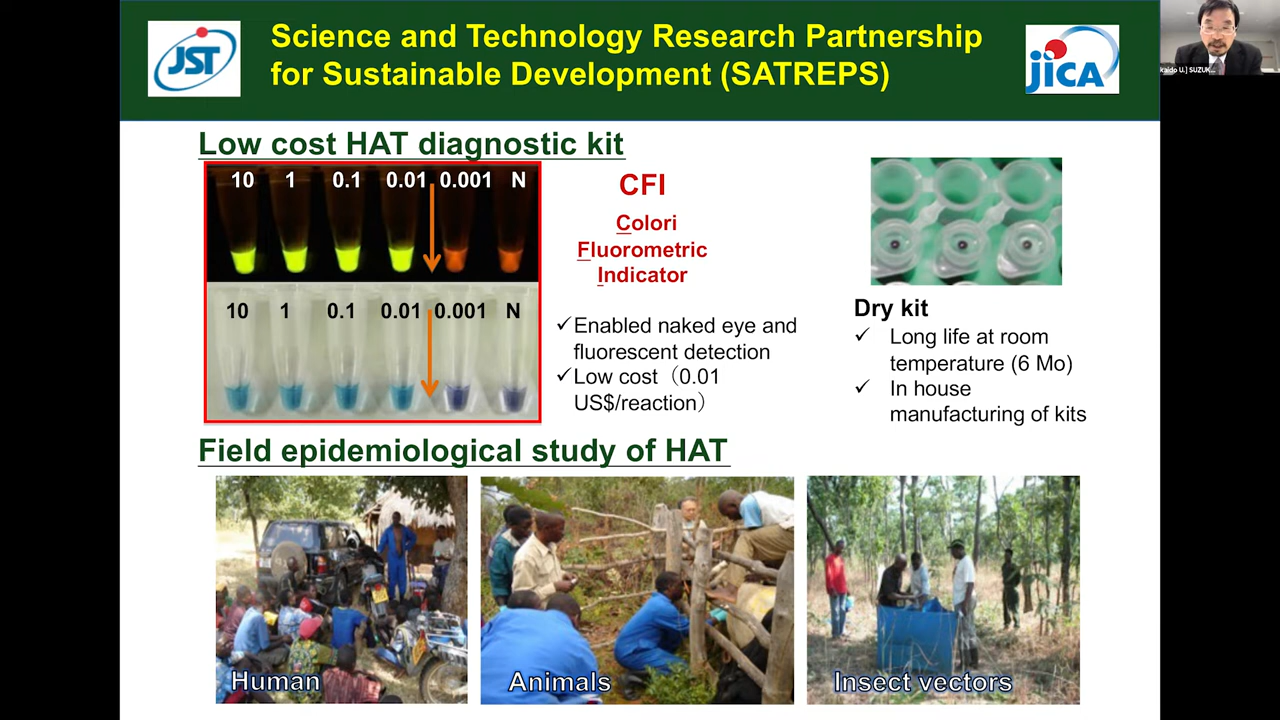 JST
Science and Technology Research Partnership
for Sustainable Development (SATREPS)
jICA
kaido U.] SUZUK...
Low cost HAT diagnostic kit
10 1 0.1 0.01 0.001 N
10 1 0.1 0.01 0.001 N
CFI
Colori
Fluorometric
Indicator
✓Enabled naked eye and
fluorescent detection
✓Low cost（0.01
US$/reaction）
Dry kit
✓ Long life at room
temperature (6 Mo)
✓ In house
manufacturing of kits
Field epidemiological study of HAT
Human
Animals
Insect vectors